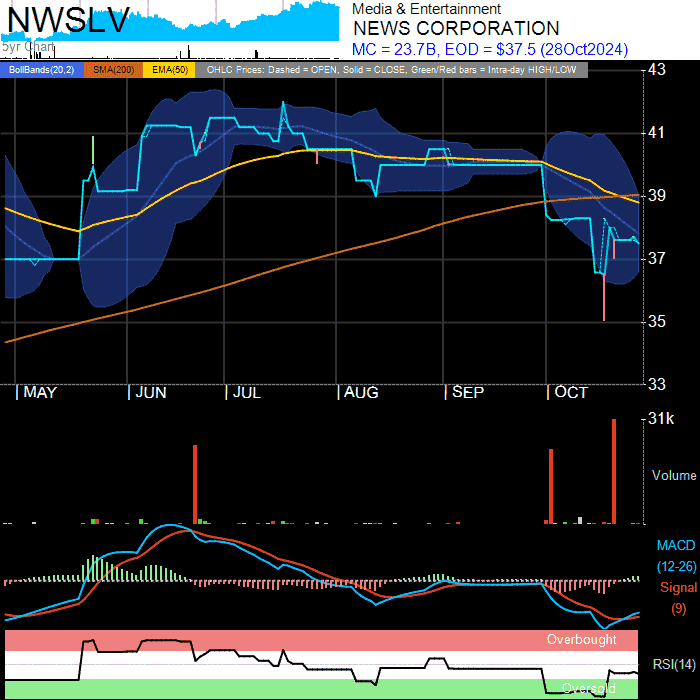 NWSLV
Media & Entertainment
NEWS CORPORATION
5yr Chart
MC = 23.7B, EOD = $37.5 (28Oct2024)
BollBands(20,2) SMA(200) EMA(50) OHLC Prices: Dashed = OPEN, Solid = CLOSE, Green/Red bars = Intra-day HIGH/LOW
43
41
39
37
35
33
MAY JUN JUL AUG SEP OCT
31k
Volume
MACD
(12-26)
Signal
(9)
Overbought
RSI(14)
Oversold